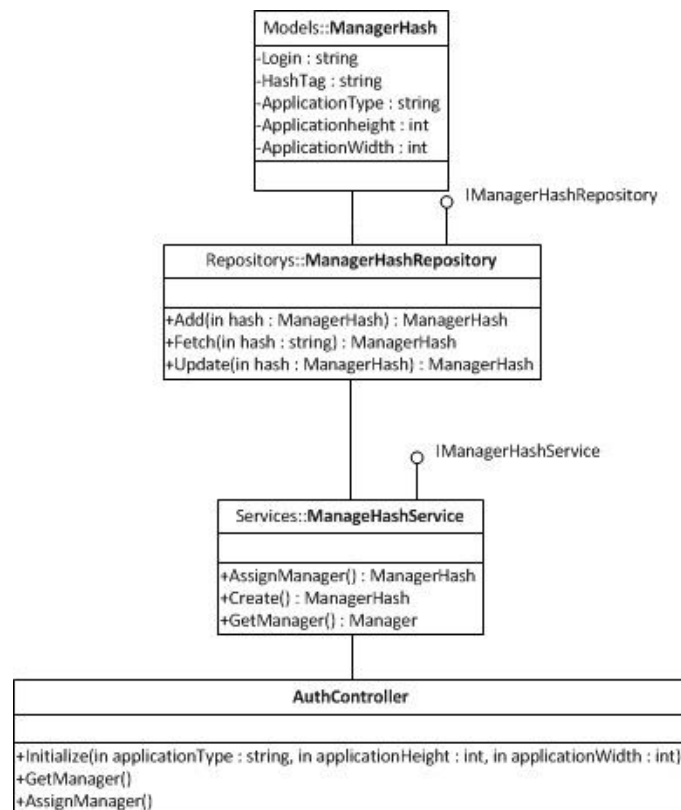 Models::ManagerHash
-Login : string
-HashTag : string
-ApplicationType : string
-Applicationheight : int
-ApplicationWidth : int
IManagerHashRepository
Repositorys::ManagerHashRepository
+Add(in hash : ManagerHash) : ManagerHash
+Fetch(in hash : string) : ManagerHash
+Update(in hash : ManagerHash) : ManagerHash
IManagerHashService
Services::ManageHashService
+AssignManager() : ManagerHash
+Create() : ManagerHash
+GetManager() : Manager
AuthController
+Initialize(in applicationType : string, in applicationHeight : int, in applicationWidth : int)
+GetManager()
+AssignManager()